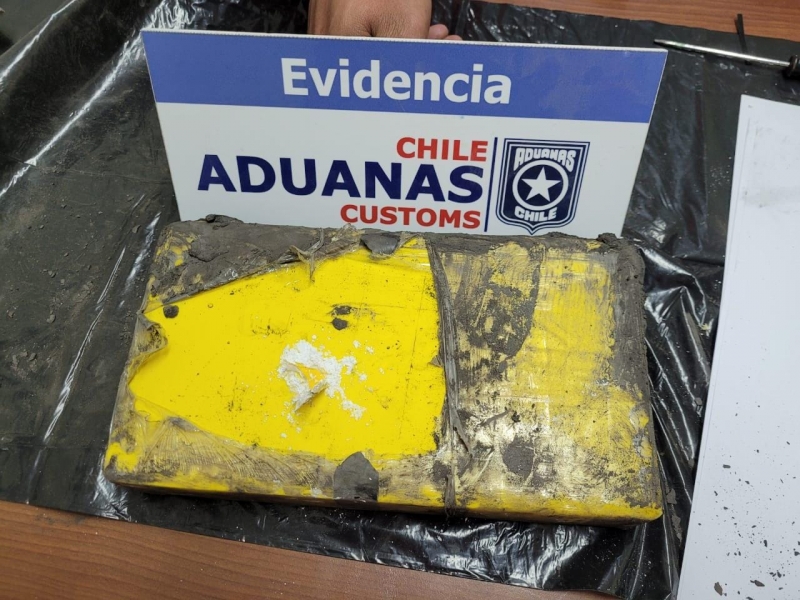 Evidencia
CHILE
ADUANAS
CUSTOMS
ADUANAS
CHILE